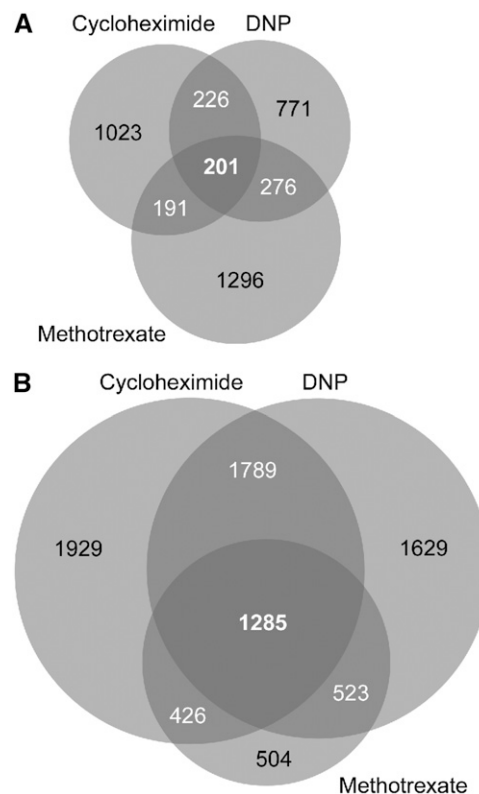 A
Cycloheximide DNP
226
1023 771
201
191 276
1296
Methotrexate
B
Cycloheximide DNP
1789
1929 1629
1285
426 523
504
Methotrexate